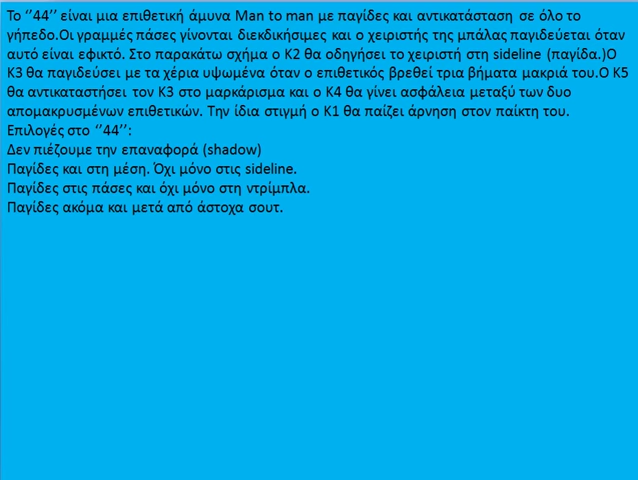 Το ‘’44’’ είναι μια επιθετική άμυνα Man to man με παγίδες και αντικατάσταση σε όλο το
γήπεδο.Οι γραμμές πάσες γίνονται διεκδικήσιμες και ο χειριστής της μπάλας παγιδεύεται όταν
αυτό είναι εφικτό. Στο παρακάτω σχήμα ο Κ2 θα οδηγήσει το χειριστή στη sideline (παγίδα.)Ο
Κ3 θα παγιδεύσει με τα χέρια υψωμένα όταν ο επιθετικός βρεθεί τρια βήματα μακριά του.Ο Κ5
θα αντικαταστήσει τον Κ3 στο μαρκάρισμα και ο Κ4 θα γίνει ασφάλεια μεταξύ των δυο
απομακρυσμένων επιθετικών. Την ίδια στιγμή ο Κ1 θα παίζει άρνηση στον παίκτη του.
Επιλογές στο ‘’44’’:
Δεν πιέζουμε την επαναφορά (shadow)
Παγίδες και στη μέση. Όχι μόνο στις sideline.
Παγίδες στις πάσες και όχι μόνο στη ντρίμπλα.
Παγίδες ακόμα και μετά από άστοχα σουτ.